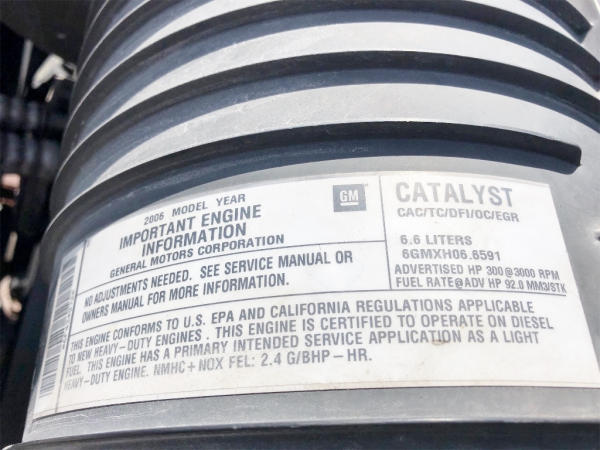 2006 MODEL YEAR
IMPORTANT ENGINE
INFORMATION
GENERAL MOTORS CORPORATION
GM
NO ADJUSTMENTS NEEDED. SEE SERVICE MANUAL OR
OWNERS MANUAL FOR MORE INFORMATION.
CATALYST
CAC/TC/DFI/OC/EGR
6.6 LITERS
6GMXH06.6591
ADVERTISED HP 300@3000 RPM
FUEL RATE@ADV HP 92.0 MM3/STK
THIS ENGINE CONFORMS TO U.S. EPA AND CALIFORNIA REGULATIONS APPLICABLE
TO NEW HEAVY-DUTY ENGINES. THIS ENGINE IS CERTIFIED TO OPERATE ON DIESEL
FUEL. THIS ENGINE HAS A PRIMARY INTENDED SERVICE APPLICATION AS A LIGHT
HEAVY-DUTY ENGINE. NMHC+NOX FEL: 2.4 G/BHP-HR.